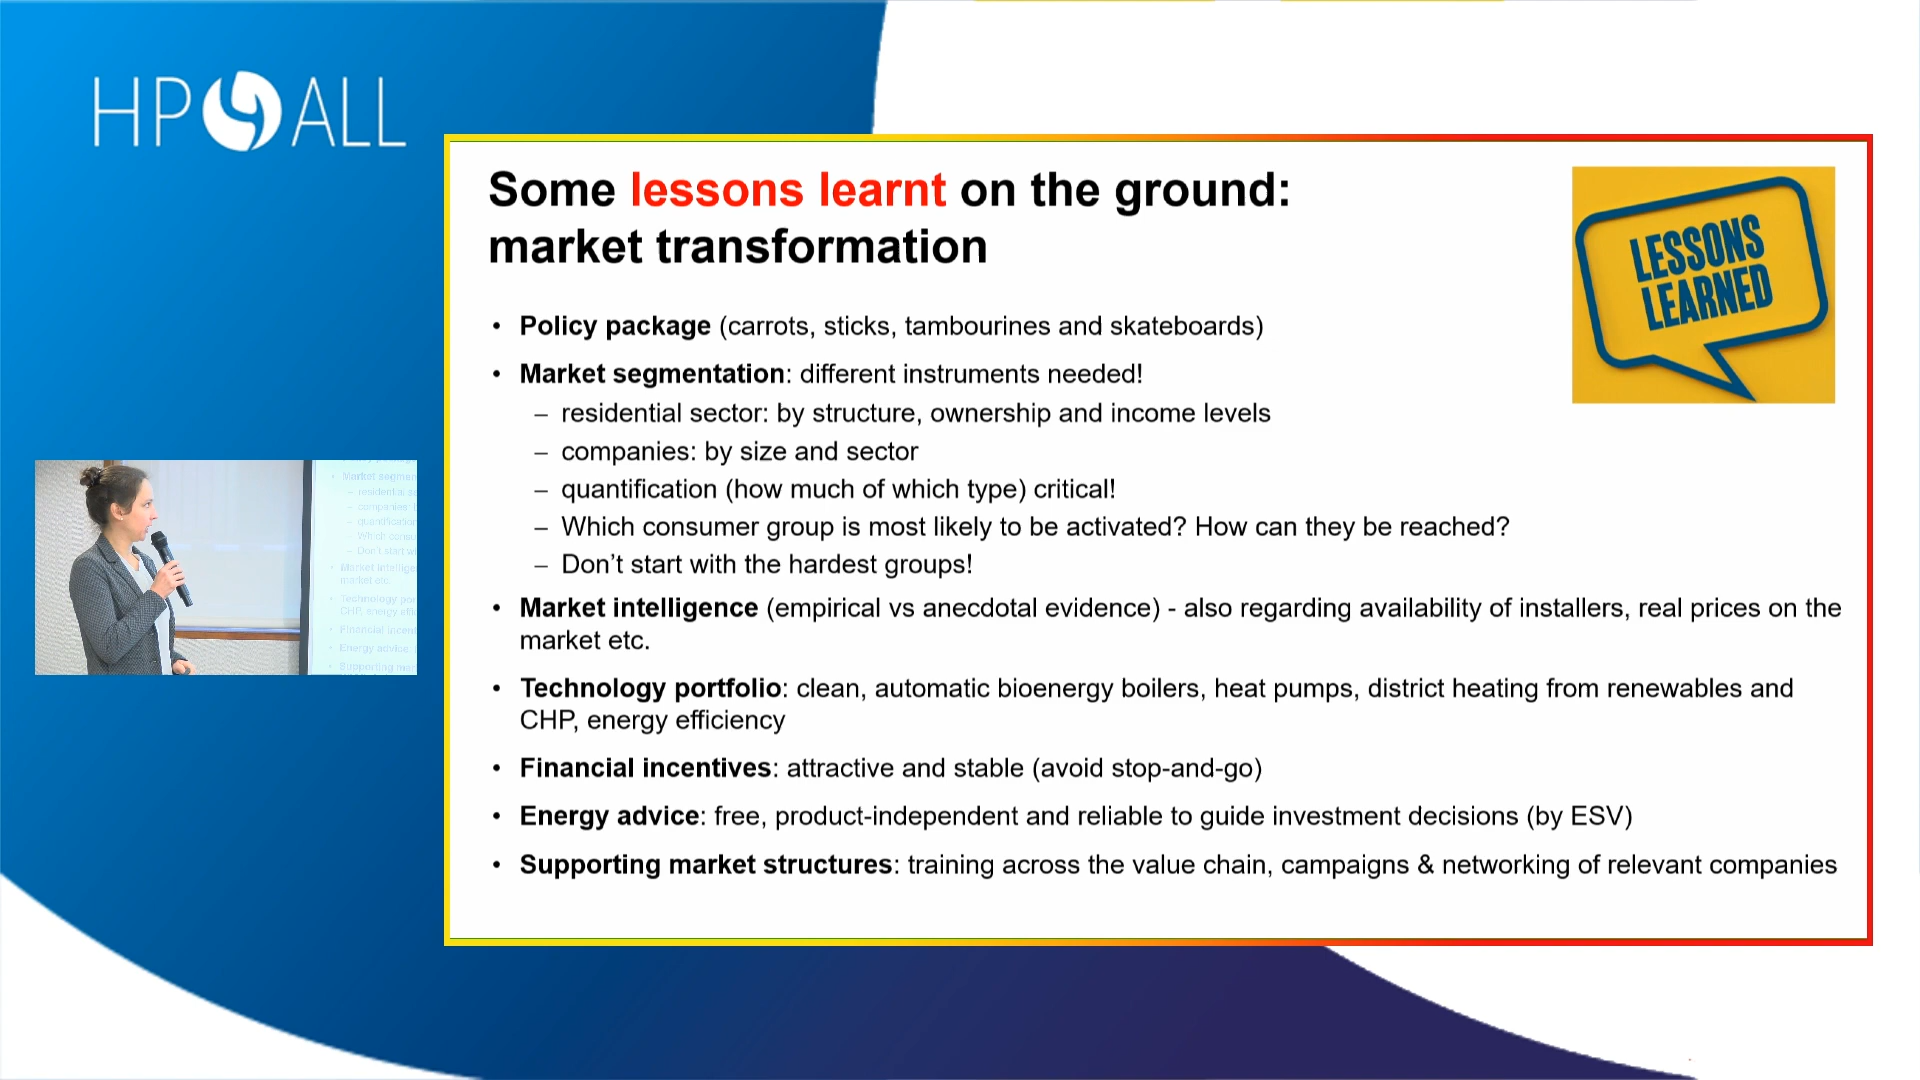 HP4ALL
Some lessons learnt on the ground:
market transformation
LESSONS
LEARNED
• Policy package (carrots, sticks, tambourines and skateboards)
• Market segmentation: different instruments needed!
– residential sector: by structure, ownership and income levels
– companies: by size and sector
– quantification (how much of which type) critical!
– Which consumer group is most likely to be activated? How can they be reached?
– Don’t start with the hardest groups!
• Market intelligence (empirical vs anecdotal evidence) - also regarding availability of installers, real prices on the
market etc.
• Technology portfolio: clean, automatic bioenergy boilers, heat pumps, district heating from renewables and
CHP, energy efficiency
• Financial incentives: attractive and stable (avoid stop-and-go)
• Energy advice: free, product-independent and reliable to guide investment decisions (by ESV)
• Supporting market structures: training across the value chain, campaigns & networking of relevant companies